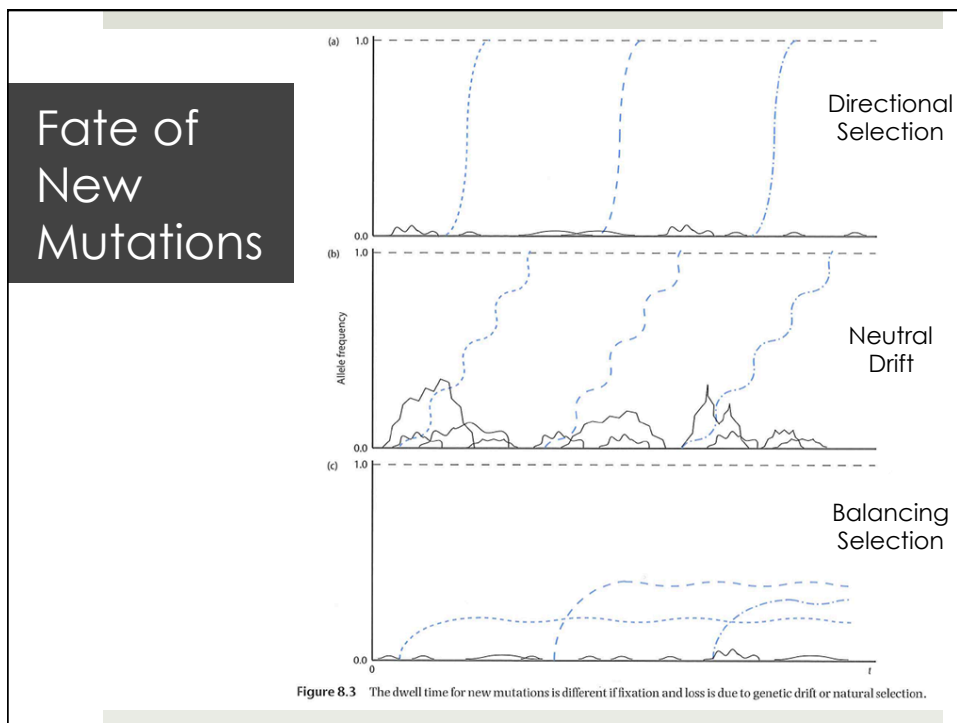 Fate of
New
Mutations
(a)
1.0
0.0
Directional
Selection
(b)
1.0
Allele frequency
0.0
Neutral
Drift
(c)
1.0
0.0
0
t
Balancing
Selection
Figure 8.3 The dwell time for new mutations is different if fixation and loss is due to genetic drift or natural selection.